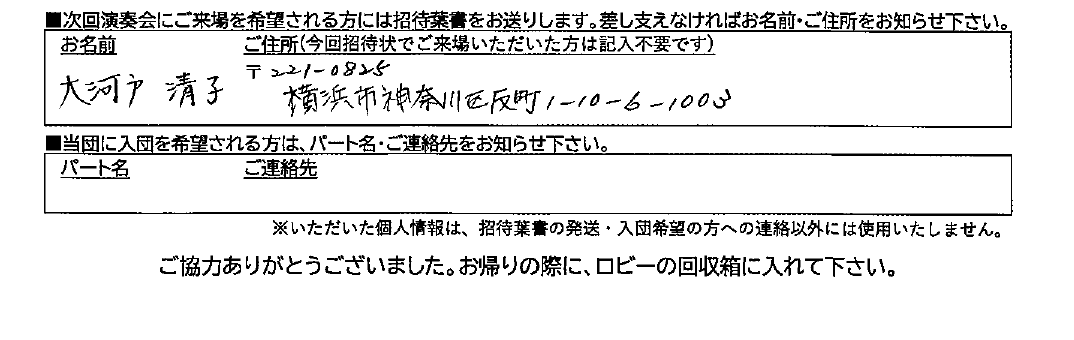 ■次回演奏会にご来場を希望される方には招待葉書をお送りします。差し支えなければお名前・ご住所をお知らせ下さい。
お名前 ご住所(今回招待状でご来場いただいた方は記入不要です)
〒221-0825
大河戸 清子 横浜市神奈川区反町1-10-6-1003
■当団に入団を希望される方は、パート名・ご連絡先をお知らせ下さい。
パート名 ご連絡先
※いただいた個人情報は、招待葉書の発送・入団希望の方への連絡以外には使用いたしません。
ご協力ありがとうございました。お帰りの際に、ロビーの回収箱に入れて下さい。